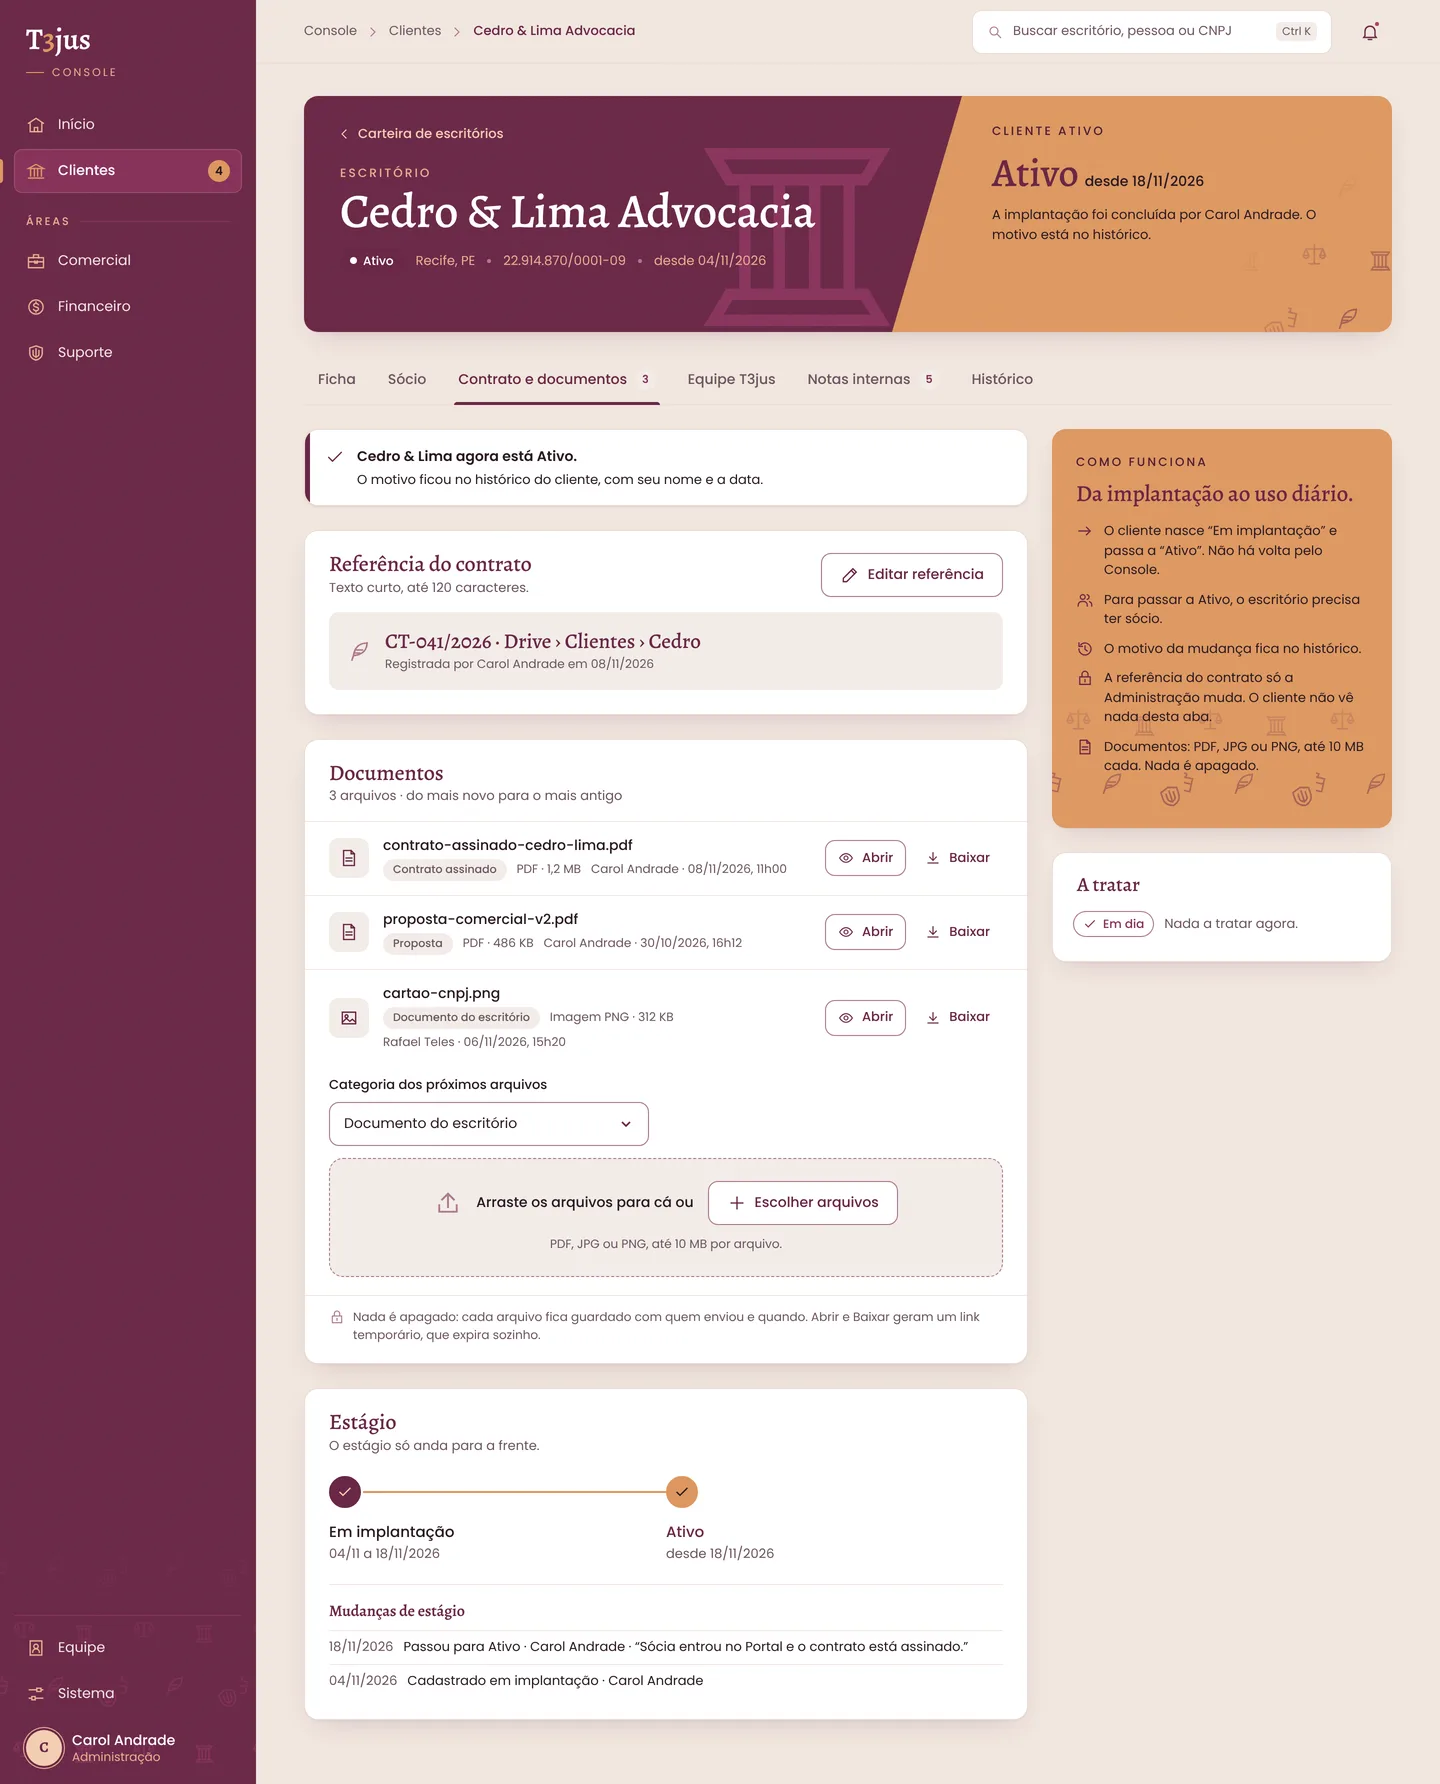 T3jus
CONSOLE
Início
Clientes
4
ÁREAS
Comercial
Financeiro
Suporte
Equipe
Sistema
C
Carol Andrade
Administração
Console
Clientes
Cedro & Lima Advocacia
Buscar escritório, pessoa ou CNPJ
Ctrl K
Carteira de escritórios
ESCRITÓRIO
Cedro & Lima Advocacia
Ativo
Recife, PE • 22.914.870/0001-09 • desde 04/11/2026
CLIENTE ATIVO
Ativo desde 18/11/2026
A implantação foi concluída por Carol Andrade. O
motivo está no histórico.
Ficha
Sócio
Contrato e documentos 3
Equipe T3jus
Notas internas 5
Histórico
Cedro & Lima agora está Ativo.
O motivo ficou no histórico do cliente, com seu nome e a data.
Referência do contrato
Texto curto, até 120 caracteres.
Editar referência
CT-041/2026 · Drive › Clientes › Cedro
Registrada por Carol Andrade em 08/11/2026
Documentos
3 arquivos · do mais novo para o mais antigo
contrato-assinado-cedro-lima.pdf
Contrato assinado PDF · 1,2 MB Carol Andrade · 08/11/2026, 11h00
Abrir
Baixar
proposta-comercial-v2.pdf
Proposta PDF · 486 KB Carol Andrade · 30/10/2026, 16h12
Abrir
Baixar
cartao-cnpj.png
Documento do escritório Imagem PNG · 312 KB
Rafael Teles · 06/11/2026, 15h20
Abrir
Baixar
Categoria dos próximos arquivos
Documento do escritório
Arraste os arquivos para cá ou
Escolher arquivos
PDF, JPG ou PNG, até 10 MB por arquivo.
Nada é apagado: cada arquivo fica guardado com quem enviou e quando. Abrir e Baixar geram um link
temporário, que expira sozinho.
Estágio
O estágio só anda para a frente.
Em implantação
04/11 a 18/11/2026
Ativo
desde 18/11/2026
Mudanças de estágio
18/11/2026 Passou para Ativo · Carol Andrade · “Sócia entrou no Portal e o contrato está assinado.”
04/11/2026 Cadastrado em implantação · Carol Andrade
COMO FUNCIONA
Da implantação ao uso diário.
O cliente nasce “Em implantação” e
passa a “Ativo”. Não há volta pelo
Console.
Para passar a Ativo, o escritório precisa
ter sócio.
O motivo da mudança fica no histórico.
A referência do contrato só a
Administração muda. O cliente não vê
nada desta aba.
Documentos: PDF, JPG ou PNG, até 10 MB
cada. Nada é apagado.
A tratar
Em dia
Nada a tratar agora.